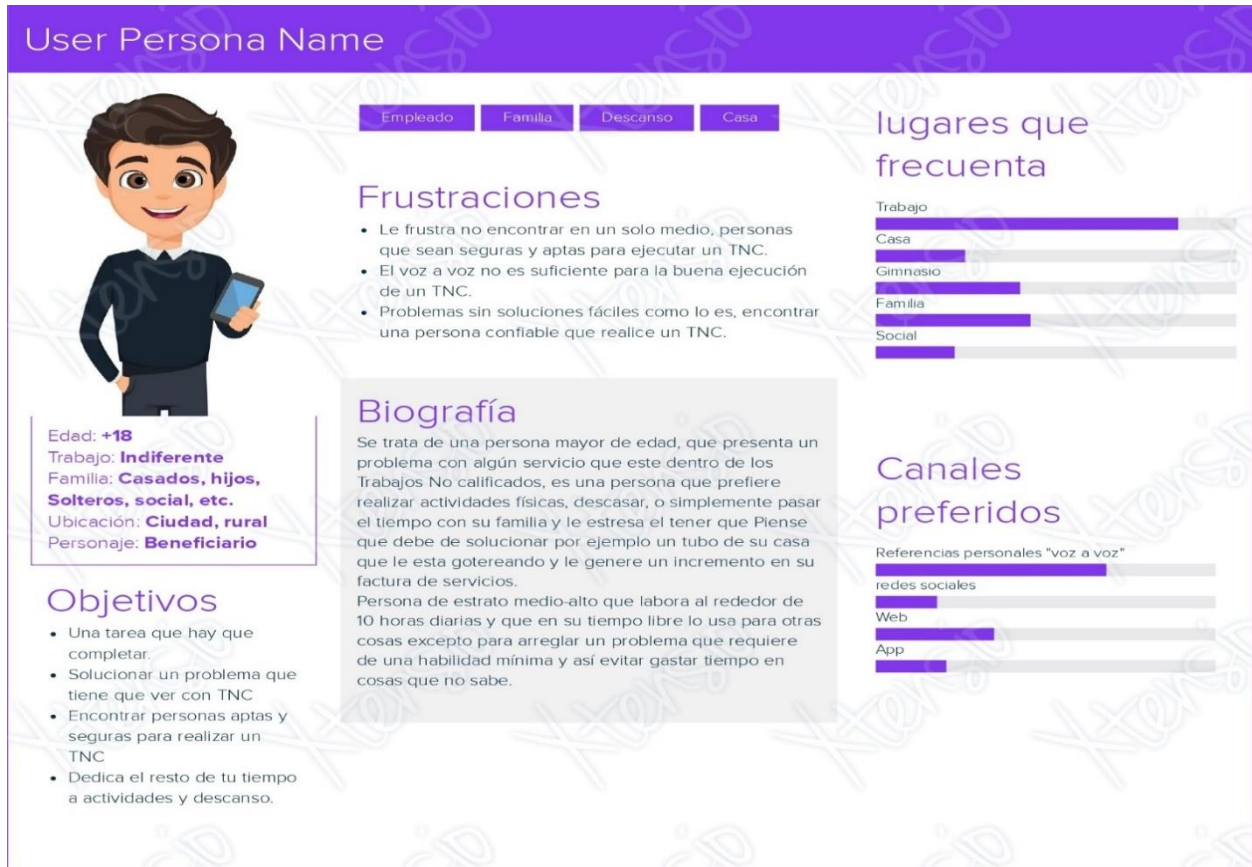 User Persona Name
Empleado
Familia
Descanso
Casa
Frustraciones
• Le frustra no encontrar en un solo medio, personas
que sean seguras y aptas para ejecutar un TNC.
• El voz a voz no es suficiente para la buena ejecución
de un TNC.
• Problemas sin soluciones fáciles como lo es, encontrar
una persona confiable que realice un TNC.
Biografía
Se trata de una persona mayor de edad, que presenta un
problema con algún servicio que este dentro de los
Trabajos No calificados, es una persona que prefiere
realizar actividades físicas, descasar, o simplemente pasar
el tiempo con su familia y le estresa el tener que Piense
que debe de solucionar por ejemplo un tubo de su casa
que le esta gotereando y le genere un incremento en su
factura de servicios.
Persona de estrato medio-alto que labora al rededor de
10 horas diarias y que en su tiempo libre lo usa para otras
cosas excepto para arreglar un problema que requiere
de una habilidad mínima y así evitar gastar tiempo en
cosas que no sabe.
Edad: +18
Trabajo: Indiferente
Familia: Casados, hijos,
Solteros, social, etc.
Ubicación: Ciudad, rural
Personaje: Beneficiario
Objetivos
• Una tarea que hay que
completar.
• Solucionar un problema que
tiene que ver con TNC
• Encontrar personas aptas y
seguras para realizar un
TNC
• Dedica el resto de tu tiempo
a actividades y descanso.
lugares que
frecuenta
Trabajo
Casa
Gimnasio
Familia
Social
Canales
preferidos
Referencias personales "voz a voz"
redes sociales
Web
App
Xtensio